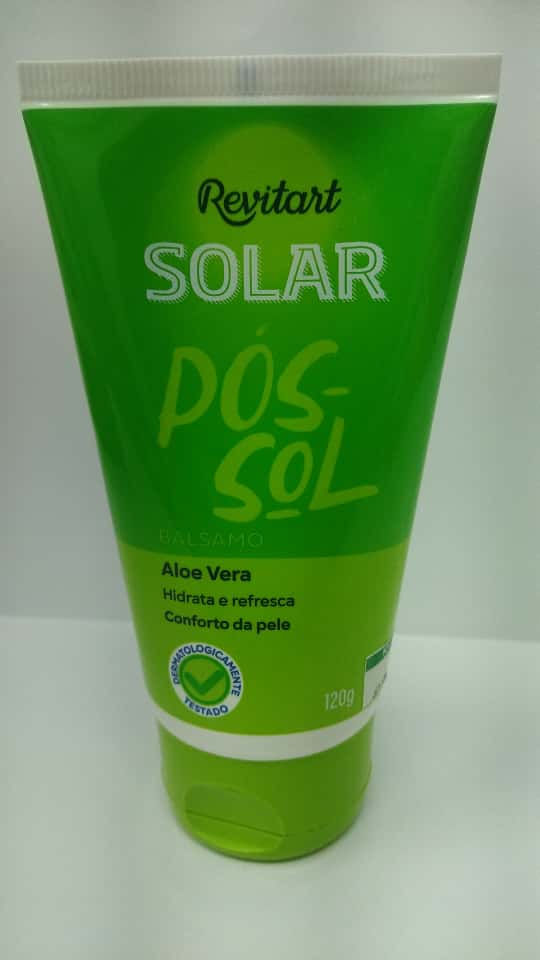 Revitart
SOLAR
PÓS-
SOL
BALSAMO
Aloe Vera
Hidrata e refresca
Conforto da pele
DERMATOLOGICAMENTE
TESTADO
120g